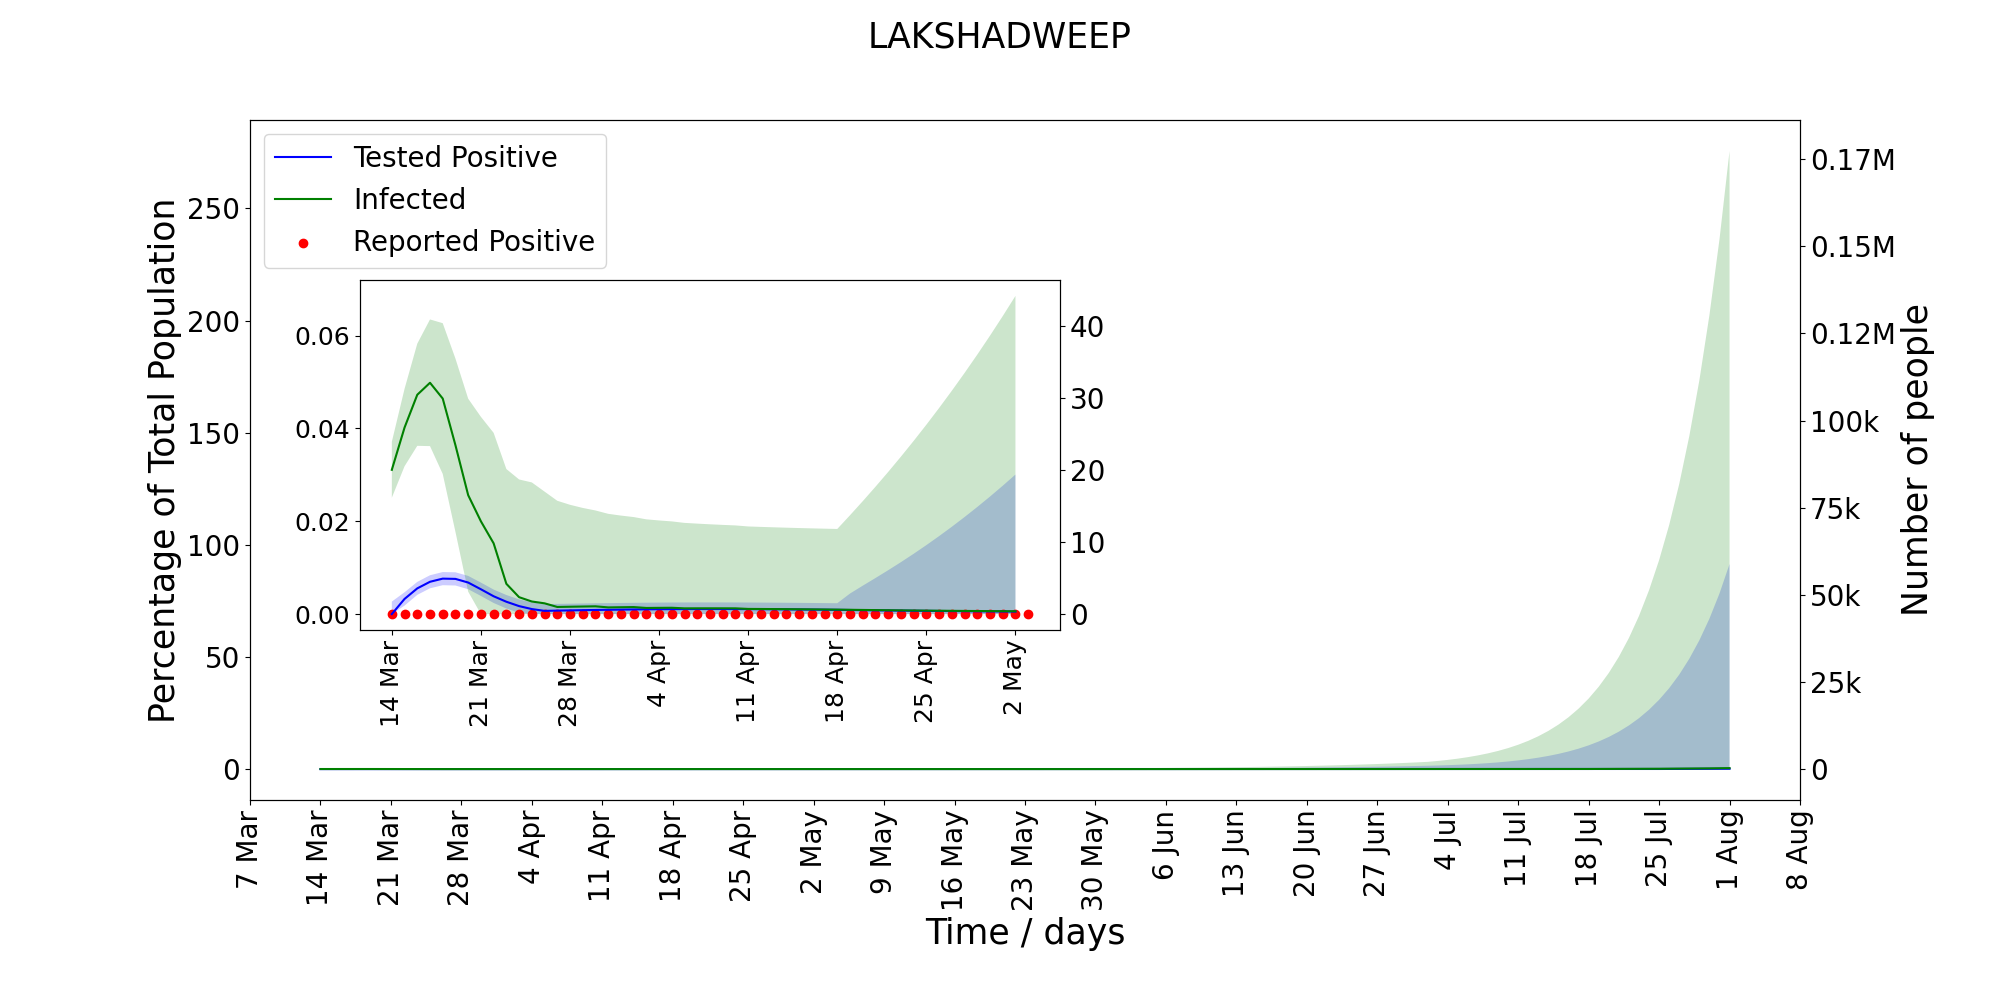 LAKSHADWEEP
Tested Positive
Infected
Reported Positive
Percentage of Total Population
250
200
150
100
50
0
0.17M
0.15M
0.12M
100k
75k
50k
25k
0
Number of people
0.06
0.04
0.02
0.00
40
30
20
10
0
14 Mar
21 Mar
28 Mar
4 Apr
11 Apr
18 Apr
25 Apr
2 May
7 Mar
14 Mar
21 Mar
28 Mar
4 Apr
11 Apr
18 Apr
25 Apr
2 May
9 May
16 May
23 May
30 May
6 Jun
13 Jun
20 Jun
27 Jun
4 Jul
11 Jul
18 Jul
25 Jul
1 Aug
8 Aug
Time / days